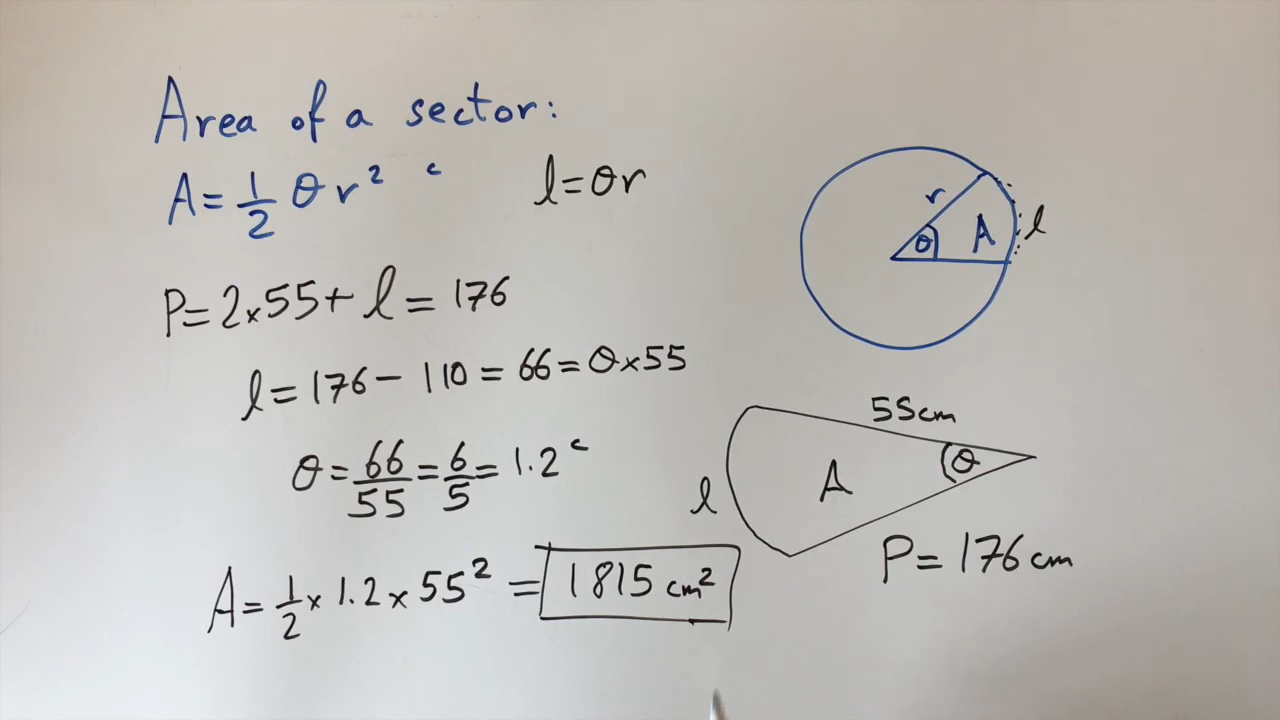 Area of a sector:
A = 1/2 θ r² ᶜ
l = θr
r
θ
A
l
P = 2×55 + l = 176
l = 176 − 110 = 66 = θ×55
θ = 66/55 = 6/5 = 1.2 ᶜ
55cm
θ
A
l
P = 176 cm
A = 1/2 × 1.2 × 55² = 1815 cm²